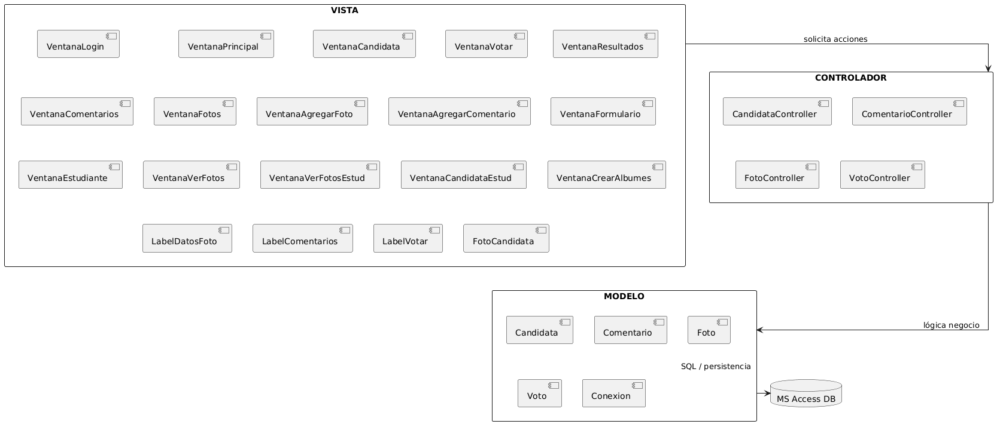 VISTA
VentanaLogin
VentanaPrincipal
VentanaCandidata
VentanaVotar
VentanaResultados
VentanaComentarios
VentanaFotos
VentanaAgregarFoto
VentanaAgregarComentario
VentanaFormulario
VentanaEstudiante
VentanaVerFotos
VentanaVerFotosEstud
VentanaCandidataEstud
VentanaCrearAlbumes
LabelDatosFoto
LabelComentarios
LabelVotar
FotoCandidata
solicita acciones
CONTROLADOR
CandidataController
ComentarioController
FotoController
VotoController
lógica negocio
MODELO
Candidata
Comentario
Foto
Voto
Conexion
SQL / persistencia
MS Access DB